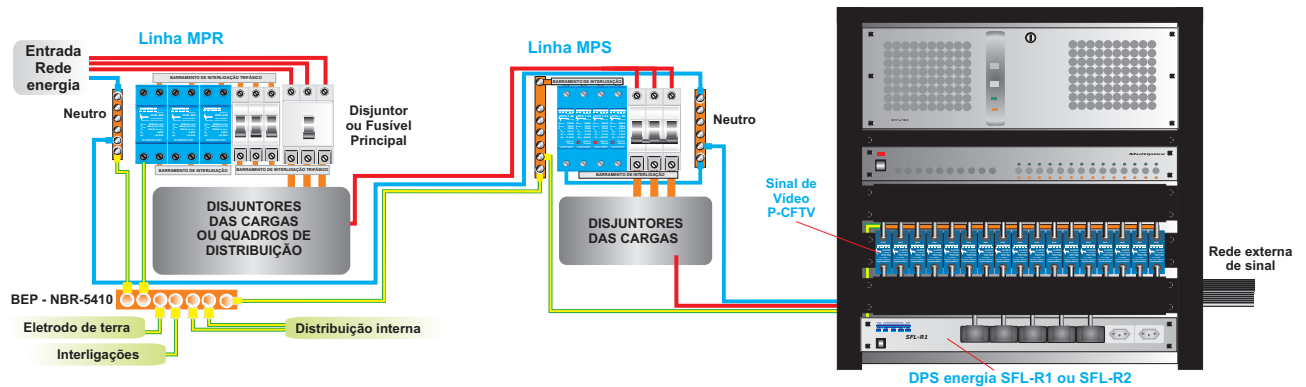 Linha MPR
Entrada
Rede
energia
BARRAMENTO DE INTERLIGAÇÃO TRIFÁSICO
Neutro
Disjuntor
ou Fusível
Principal
BARRAMENTO DE INTERLIGAÇÃO
BARRAMENTO DE INTERLIGAÇÃO TRIFÁSICO
DISJUNTORES
DAS CARGAS
OU QUADROS DE
DISTRIBUIÇÃO
BEP - NBR-5410
Eletrodo de terra
Interligações
Distribuição interna
Linha MPS
BARRAMENTO DE INTERLIGAÇÃO
Neutro
BARRAMENTO DE INTERLIGAÇÃO
DISJUNTORES
DAS CARGAS
DVR
Multiplex
Sinal de
Vídeo
P-CFTV
Rede externa
de sinal
SFL-R1
DPS energia SFL-R1 ou SFL-R2